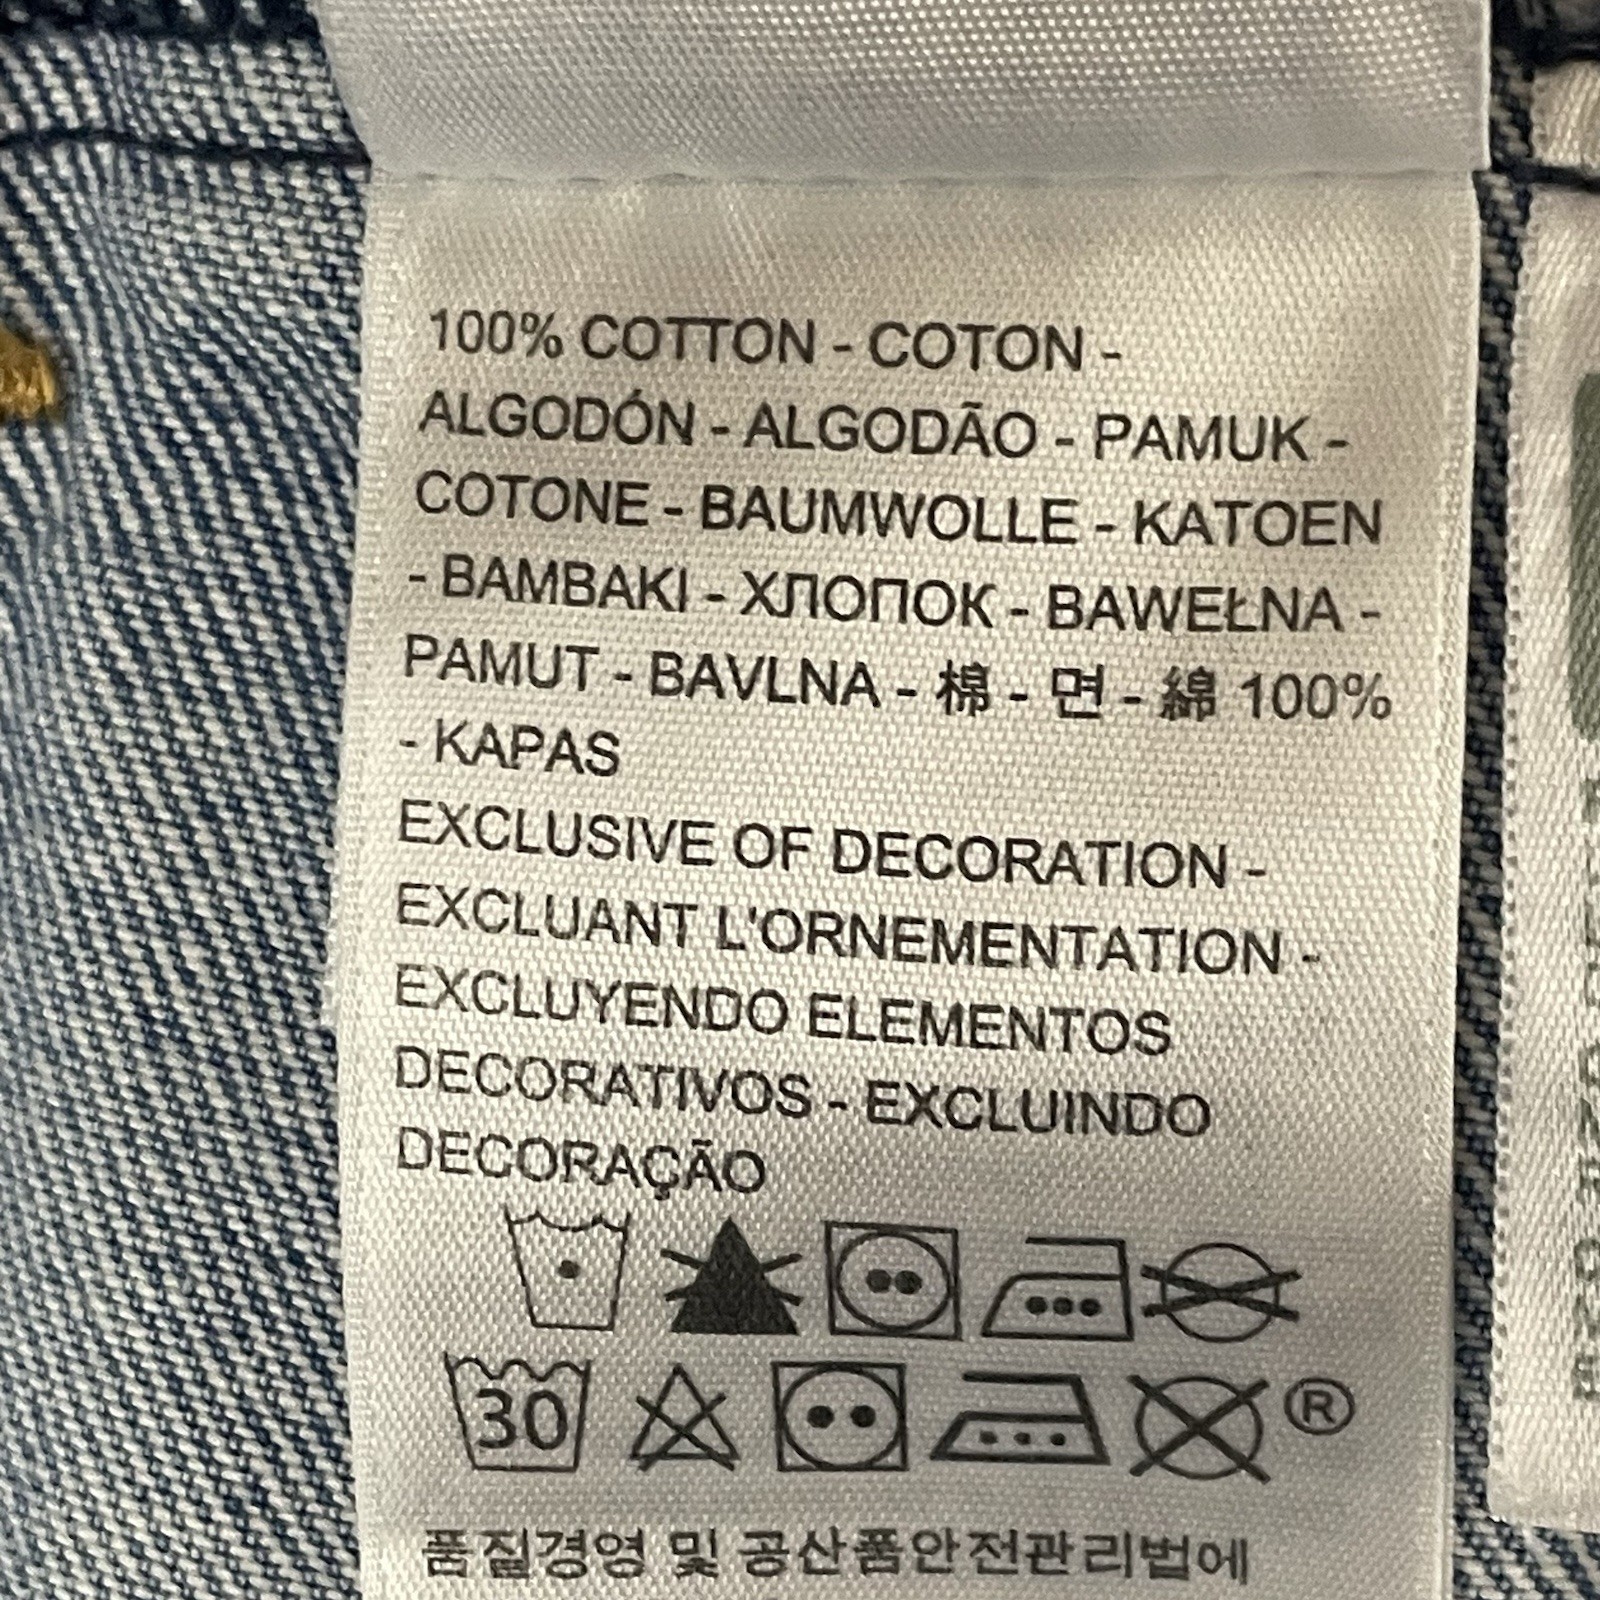 100% COTTON - COTON -
ALGODÓN - ALGODÃO - PAMUK -
COTONE - BAUMWOLLE - KATOEN
- BAMBAKI - ХЛОПОК - BAWEŁNA -
PAMUT - BAVLNA - 棉 - 면 - 綿 100%
- KAPAS
EXCLUSIVE OF DECORATION -
EXCLUANT L'ORNEMENTATION -
EXCLUYENDO ELEMENTOS
DECORATIVOS - EXCLUINDO
DECORAÇÃO
30
®
품질경영 및 공산품안전관리법에